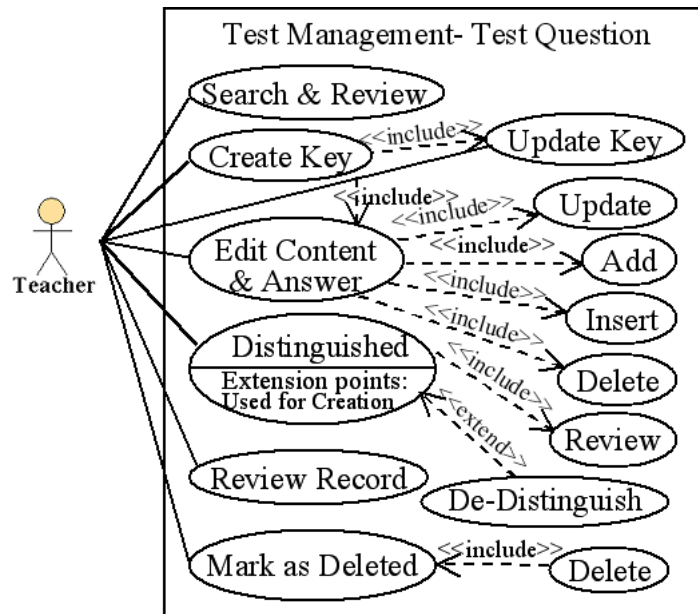 Test Management- Test Question
Search & Review
<<include>>
Create Key
Update Key
<<include>>
<<include>>
Update
Edit Content
& Answer
<<include>>
Add
<<include>>
Insert
<<include>>
Delete
Teacher
Distinguished
Extension points:
Used for Creation
<<include>>
Review
<<extend>>
Review Record
De-Distinguish
Mark as Deleted
<<include>>
Delete